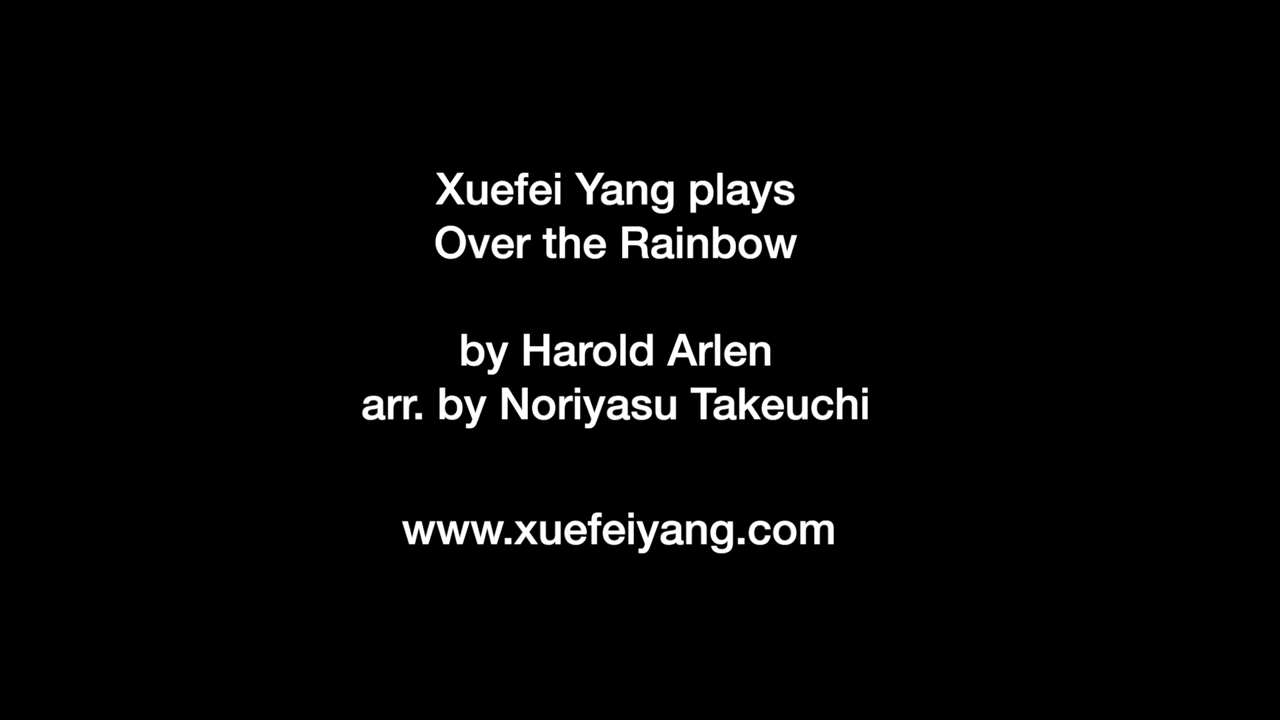 Xuefei Yang plays
Over the Rainbow
by Harold Arlen
arr. by Noriyasu Takeuchi
www.xuefeiyang.com